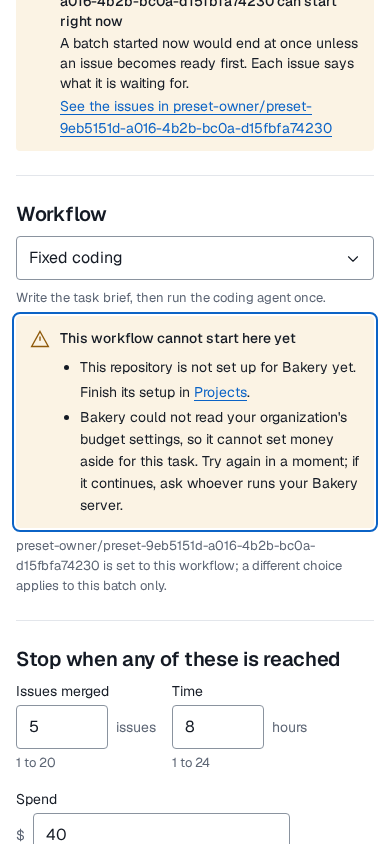 a016-4b2b-bc0a-d15fbfa74230 can start
right now
A batch started now would end at once unless
an issue becomes ready first. Each issue says
what it is waiting for.
See the issues in preset-owner/preset-
9eb5151d-a016-4b2b-bc0a-d15fbfa74230
Workflow
Fixed coding
Write the task brief, then run the coding agent once.
This workflow cannot start here yet
• This repository is not set up for Bakery yet.
Finish its setup in Projects.
• Bakery could not read your organization's
budget settings, so it cannot set money
aside for this task. Try again in a moment; if
it continues, ask whoever runs your Bakery
server.
preset-owner/preset-9eb5151d-a016-4b2b-bc0a-
d15fbfa74230 is set to this workflow; a different choice
applies to this batch only.
Stop when any of these is reached
Issues merged Time
5 issues 8 hours
1 to 20 1 to 24
Spend
$ 40